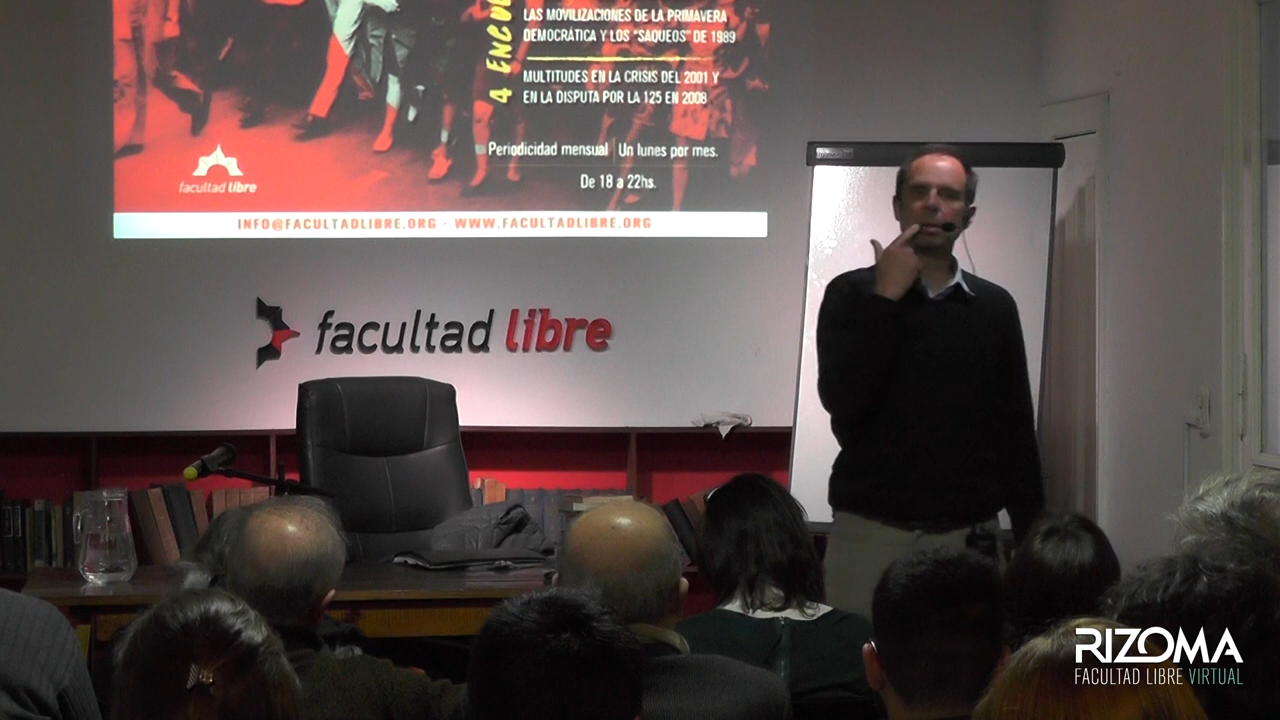 4 ENCUE
LAS MOVILIZACIONES DE LA PRIMAVERA
DEMOCRÁTICA Y LOS "SAQUEOS" DE 1989
MULTITUDES EN LA CRISIS DEL 2001 Y
EN LA DISPUTA POR LA 125 EN 2008
Periodicidad mensual | Un lunes por mes.
De 18 a 22hs.
facultad libre
INFO@FACULTADLIBRE.ORG · WWW.FACULTADLIBRE.ORG
facultad libre
RIZOMA
FACULTAD LIBRE VIRTUAL